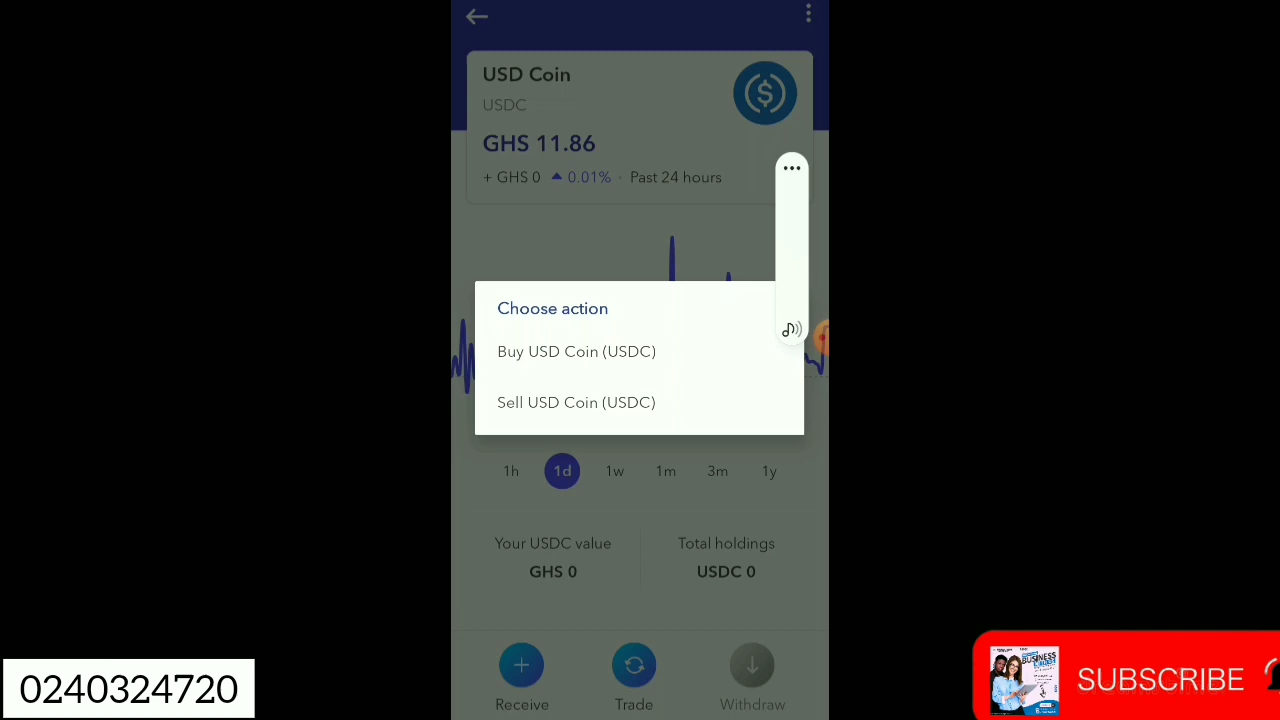 USD Coin
USDC
GHS 11.86
+ GHS 0 0.01% · Past 24 hours
Choose action
Buy USD Coin (USDC)
Sell USD Coin (USDC)
1h 1d 1w 1m 3m 1y
Your USDC value Total holdings
GHS 0 USDC 0
Receive Trade Withdraw
0240324720
BUSINESS
SUBSCRIBE